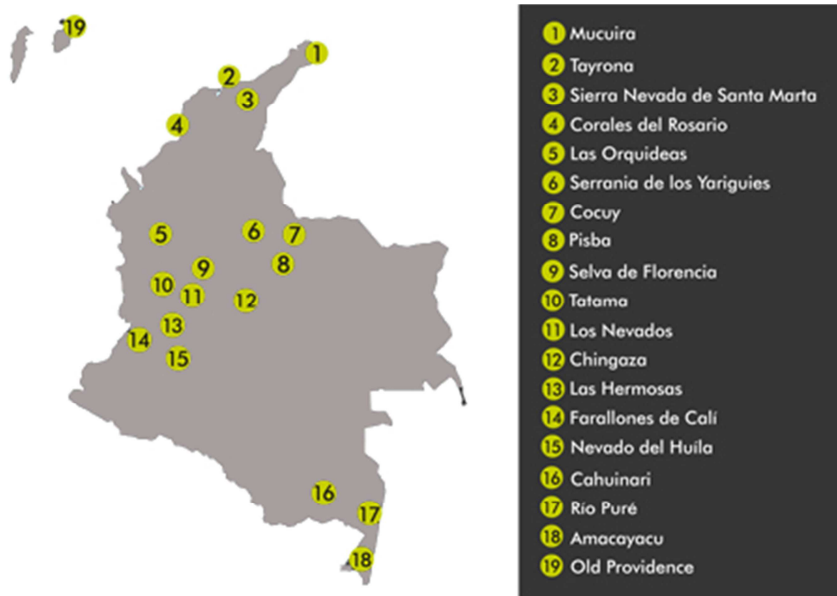 19
1
2
3
4
5
6
7
8
9
10
11
12
13
14
15
16
17
18
1 Mucuira
2 Tayrona
3 Sierra Nevada de Santa Marta
4 Corales del Rosario
5 Las Orquideas
6 Serrania de los Yariguies
7 Cocuy
8 Pisba
9 Selva de Florencia
10 Tatama
11 Los Nevados
12 Chingaza
13 Las Hermosas
14 Farallones de Calí
15 Nevado del Huíla
16 Cahuinari
17 Río Puré
18 Amacayacu
19 Old Providence